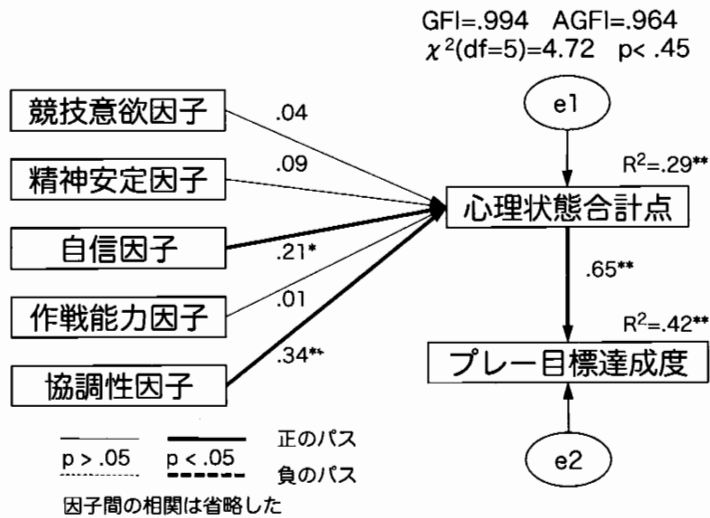 GFI=.994 AGFI=.964
χ²(df=5)=4.72 p< .45
e1
競技意欲因子
.04
R²=.29**
精神安定因子
.09
心理状態合計点
自信因子
.21*
.65**
作戦能力因子
.01
R²=.42**
協調性因子
.34**
プレー目標達成度
正のパス
p > .05 p < .05
負のパス
e2
因子間の相関は省略した